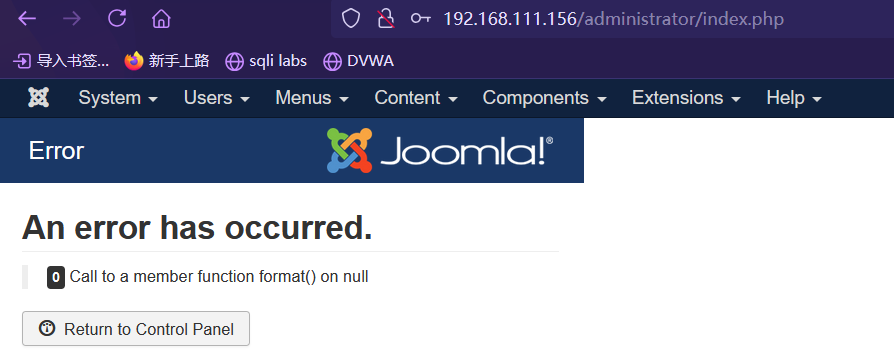 192.168.111.156/administrator/index.php
导入书签... 新手上路 sqli labs DVWA
System Users Menus Content Components Extensions Help
Error Joomla!®
An error has occurred.
0 Call to a member function format() on null
Return to Control Panel